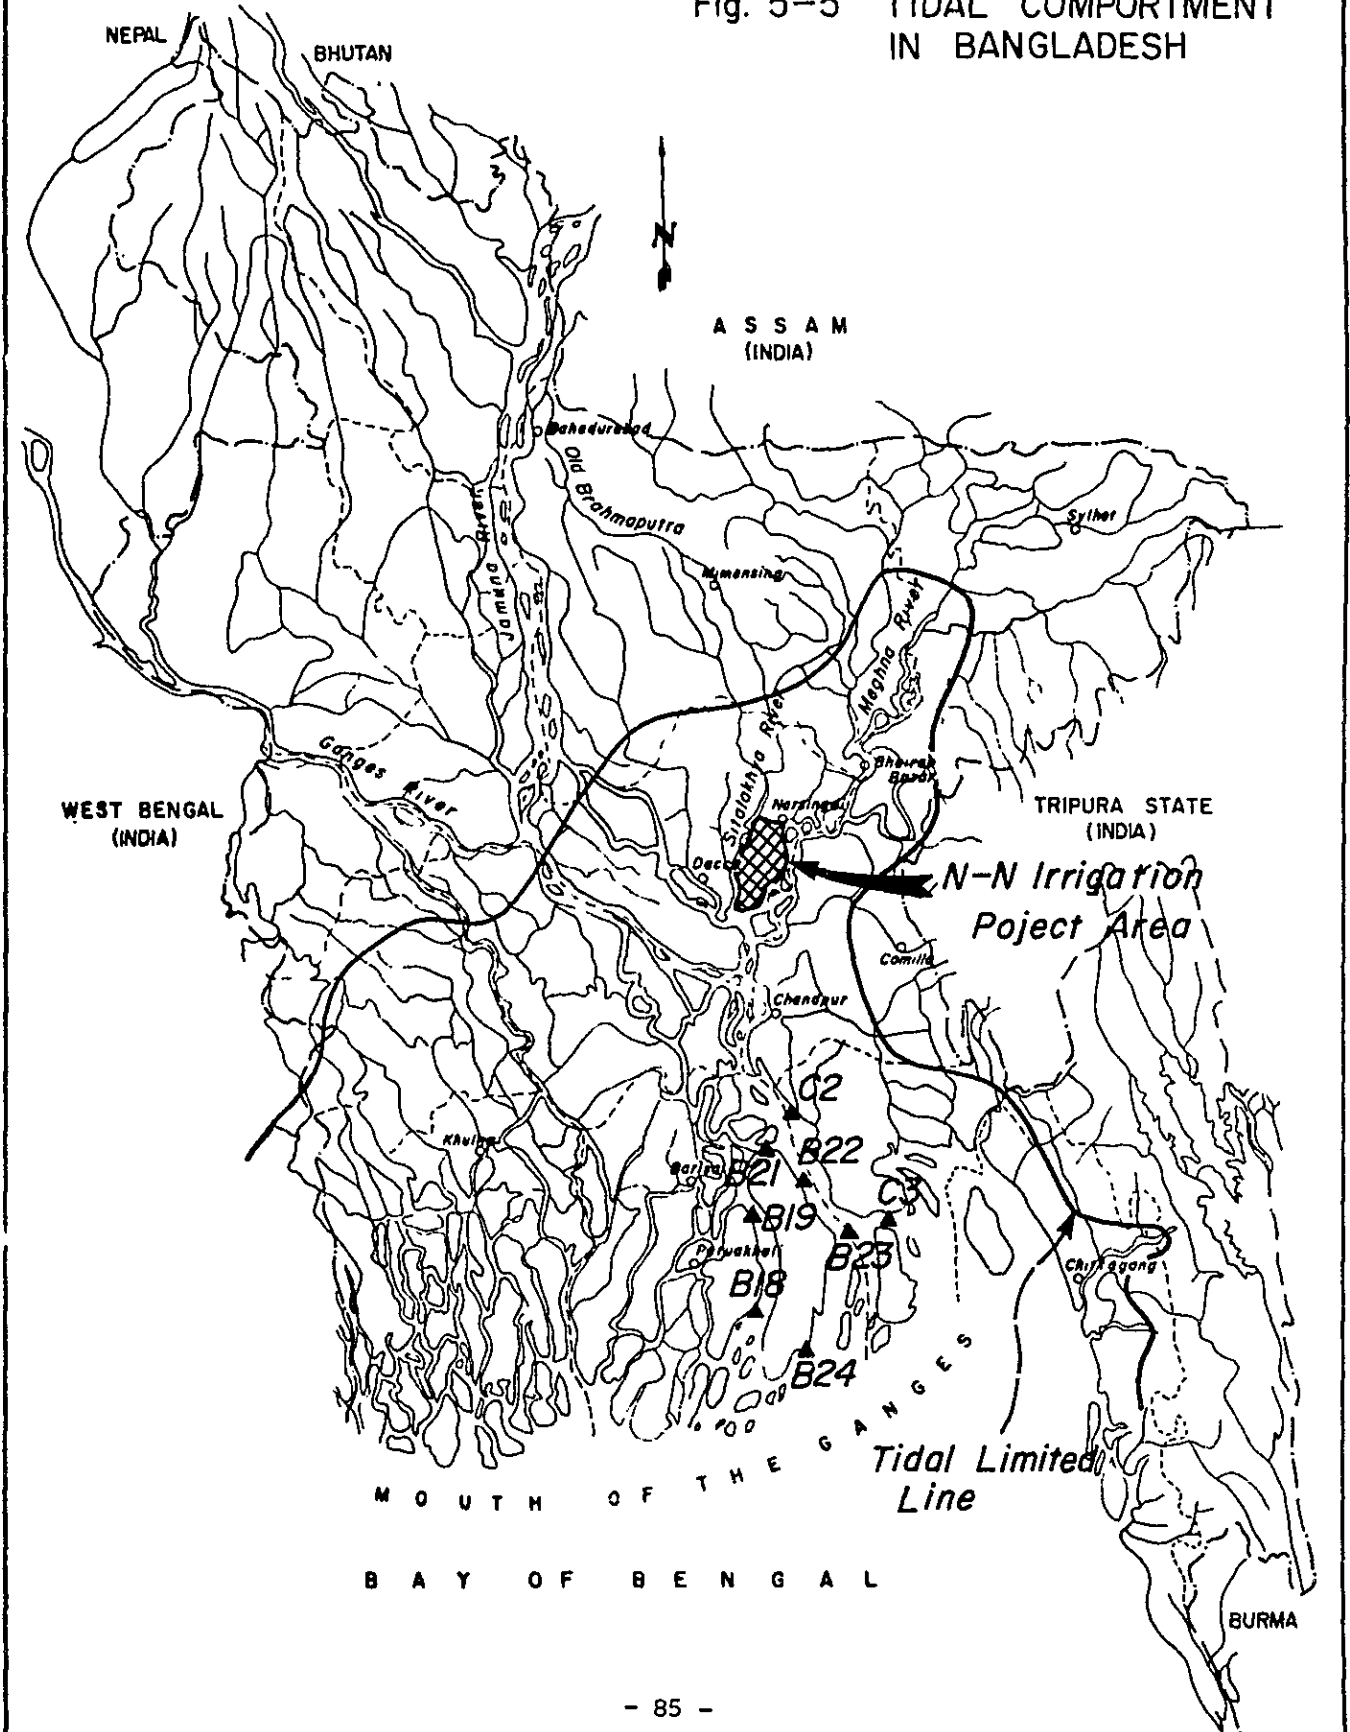 Fig. 5-5 TIDAL COMPORTMENT
IN BANGLADESH
NEPAL
BHUTAN
N
A S S A M
(INDIA)
Bahadurabad
Old Brahmaputra
Jamuna River
Sylhet
Mimensing
Meghna River
Sitalakhya River
Ganges River
Bhairab
Bazar
WEST BENGAL
(INDIA)
TRIPURA STATE
(INDIA)
Narsingdi
Dacca
N-N Irrigation
Poject Area
Comilla
Chandpur
C2
Khulna
B21
B22
Barisal
C3
B19
B23
Patuakhali
Chittagong
B18
B24
MOUTH OF THE GANGES
Tidal Limited
Line
BAY OF BENGAL
BURMA
- 85 -